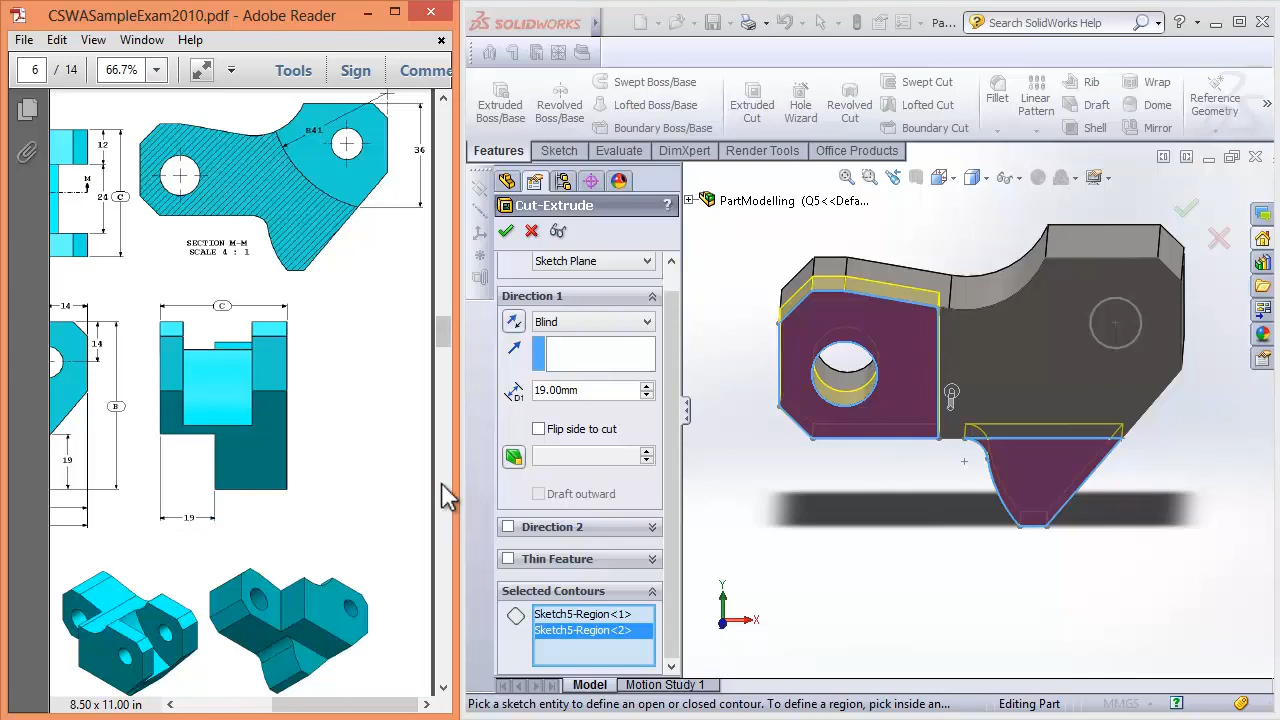 CSWASampleExam2010.pdf - Adobe Reader
File Edit View Window Help
6 / 14 66.7% Tools Sign Comme
12
24
M
C
R41
36
SECTION M-M
SCALE 4 : 1
14
14
19
B
C
19
8.50 x 11.00 in
SOLIDWORKS
Pa...
Search SolidWorks Help
Extruded Boss/Base
Revolved Boss/Base
Swept Boss/Base
Lofted Boss/Base
Boundary Boss/Base
Extruded Cut
Hole Wizard
Revolved Cut
Swept Cut
Lofted Cut
Boundary Cut
Fillet
Linear Pattern
Rib
Draft
Shell
Wrap
Dome
Mirror
Reference Geometry
Features Sketch Evaluate DimXpert Render Tools Office Products
Cut-Extrude ?
Sketch Plane
Direction 1
Blind
D1 19.00mm
Flip side to cut
Draft outward
Direction 2
Thin Feature
Selected Contours
Sketch5-Region<1>
Sketch5-Region<2>
PartModelling (Q5<<Defa...
Y
X
Model Motion Study 1
Pick a sketch entity to define an open or closed contour. To define a region, pick inside an... Editing Part MMGS